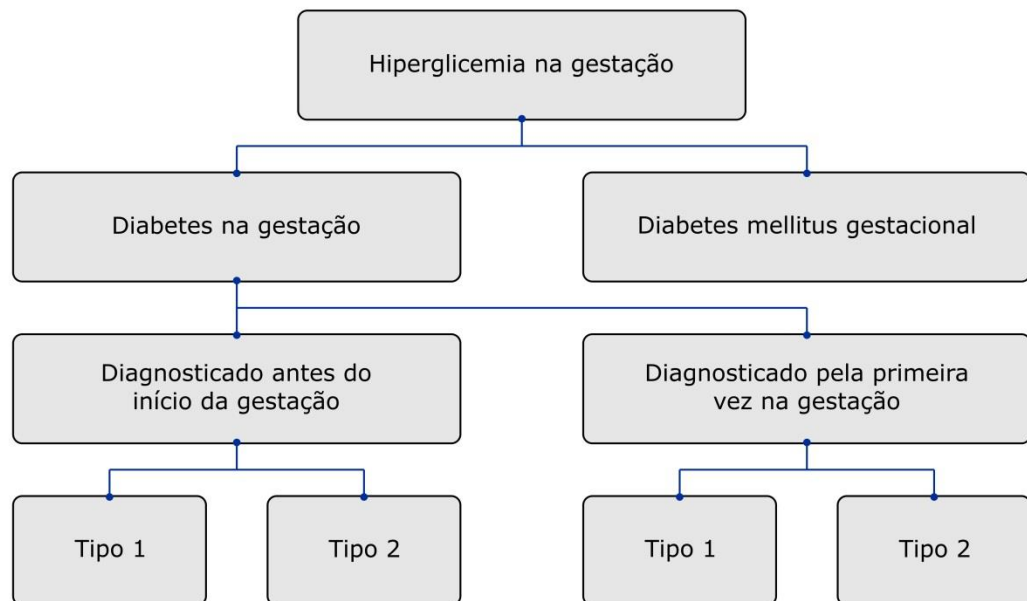 Hiperglicemia na gestação
Diabetes na gestação
Diabetes mellitus gestacional
Diagnosticado antes do
início da gestação
Diagnosticado pela primeira
vez na gestação
Tipo 1
Tipo 2
Tipo 1
Tipo 2